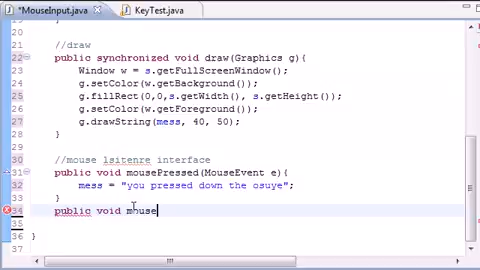 *MouseInput.java
KeyTest.java
20
21 //draw
22 public synchronized void draw(Graphics g){
23 Window w = s.getFullScreenWindow();
24 g.setColor(w.getBackground());
25 g.fillRect(0,0,s.getWidth(), s.getHeight());
26 g.setColor(w.getForeground());
27 g.drawString(mess, 40, 50);
28 }
29
30 //mouse lsitenre interface
31 public void mousePressed(MouseEvent e){
32 mess = "you pressed down the osuye";
33 }
34 public void mouse
35
36 }